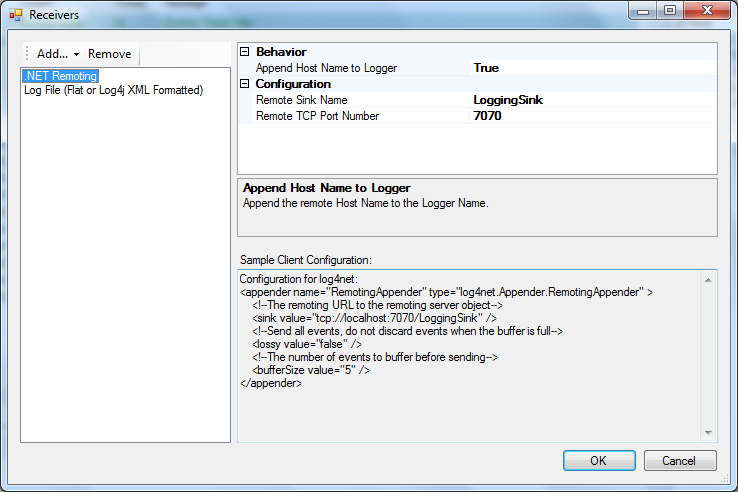 Receivers
Add... Remove
.NET Remoting
Log File (Flat or Log4j XML Formatted)
Behavior
Append Host Name to Logger True
Configuration
Remote Sink Name LoggingSink
Remote TCP Port Number 7070
Append Host Name to Logger
Append the remote Host Name to the Logger Name.
Sample Client Configuration:
Configuration for log4net:
<appender name="RemotingAppender" type="log4net.Appender.RemotingAppender" >
<!--The remoting URL to the remoting server object-->
<sink value="tcp://localhost:7070/LoggingSink" />
<!--Send all events, do not discard events when the buffer is full-->
<lossy value="false" />
<!--The number of events to buffer before sending-->
<bufferSize value="5" />
</appender>
OK Cancel